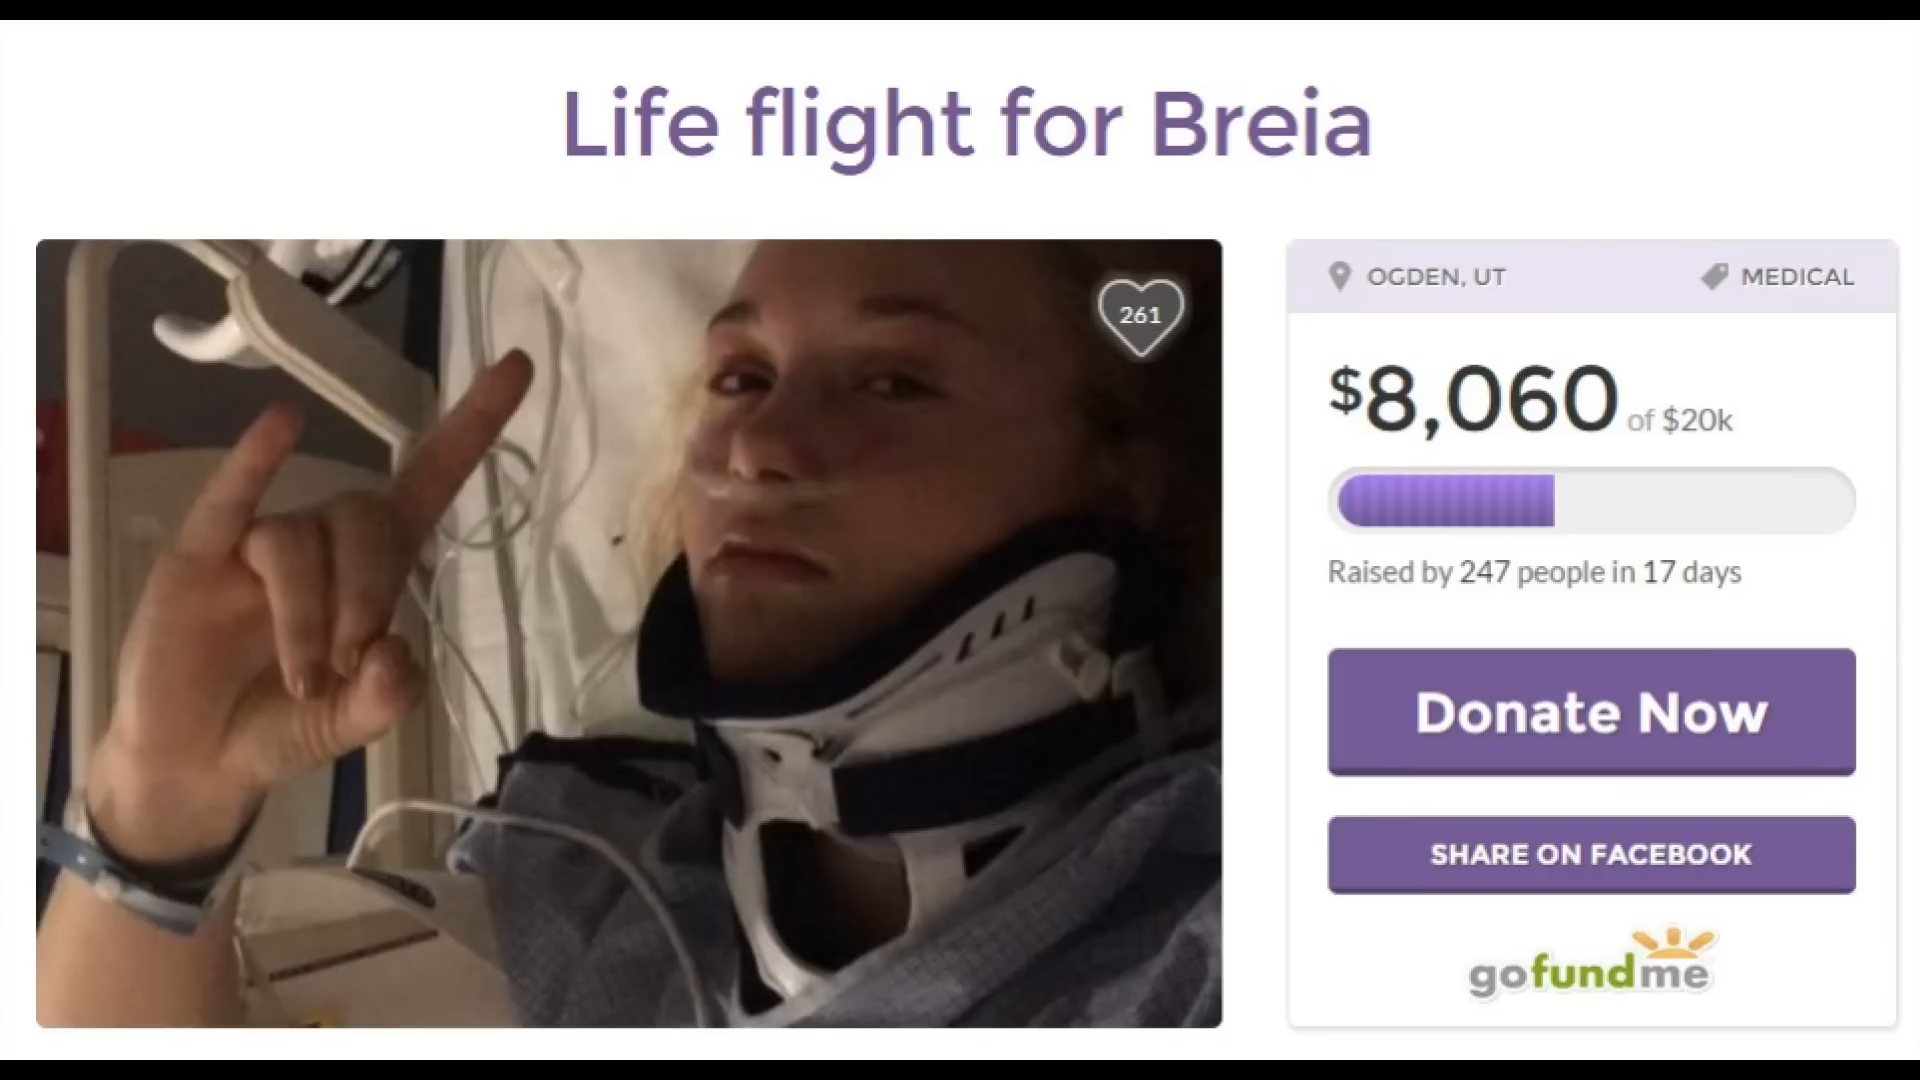 Life flight for Breia
261
OGDEN, UT
MEDICAL
$8,060 of $20k
Raised by 247 people in 17 days
Donate Now
SHARE ON FACEBOOK
gofundme